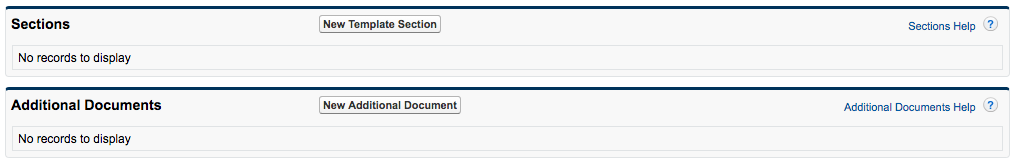 Sections New Template Section Sections Help ?
No records to display
Additional Documents New Additional Document Additional Documents Help ?
No records to display